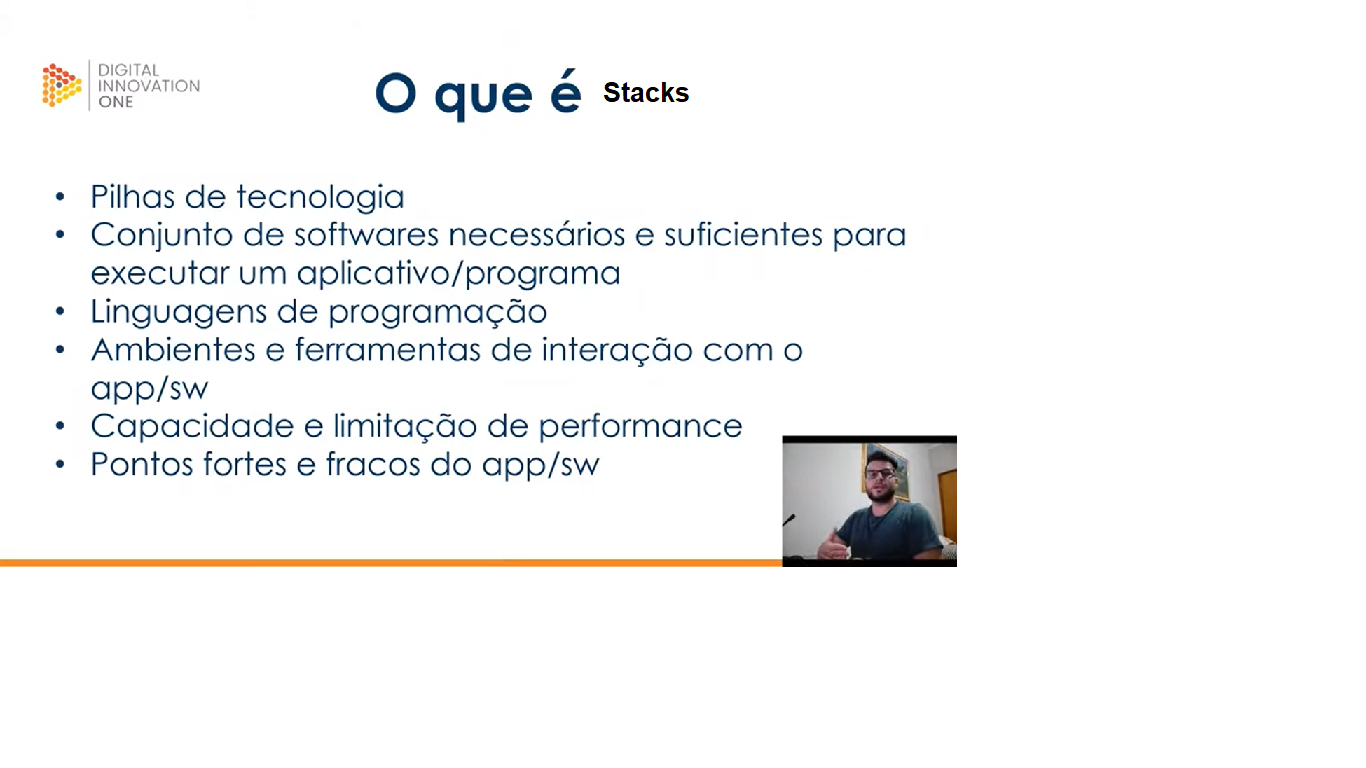 DIGITAL
INNOVATION
ONE
O que é Stacks
• Pilhas de tecnologia
• Conjunto de softwares necessários e suficientes para
executar um aplicativo/programa
• Linguagens de programação
• Ambientes e ferramentas de interação com o
app/sw
• Capacidade e limitação de performance
• Pontos fortes e fracos do app/sw